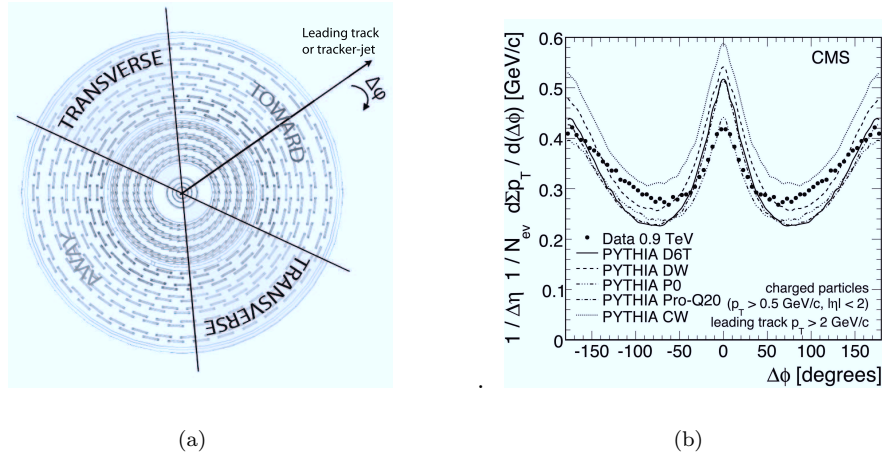 Leading track
or tracker-jet
Δφ
TRANSVERSE
TOWARD
AWAY
TRANSVERSE
(a)
.
1 / Δη 1 / N_ev dΣp_T / d(Δϕ) [GeV/c]
0.6
0.5
0.4
0.3
0.2
0.1
0
CMS
Data 0.9 TeV
PYTHIA D6T
PYTHIA DW
PYTHIA P0
PYTHIA Pro-Q20
PYTHIA CW
charged particles
(p_T > 0.5 GeV/c, |η| < 2)
leading track p_T > 2 GeV/c
-150 -100 -50 0 50 100 150
Δϕ [degrees]
(b)